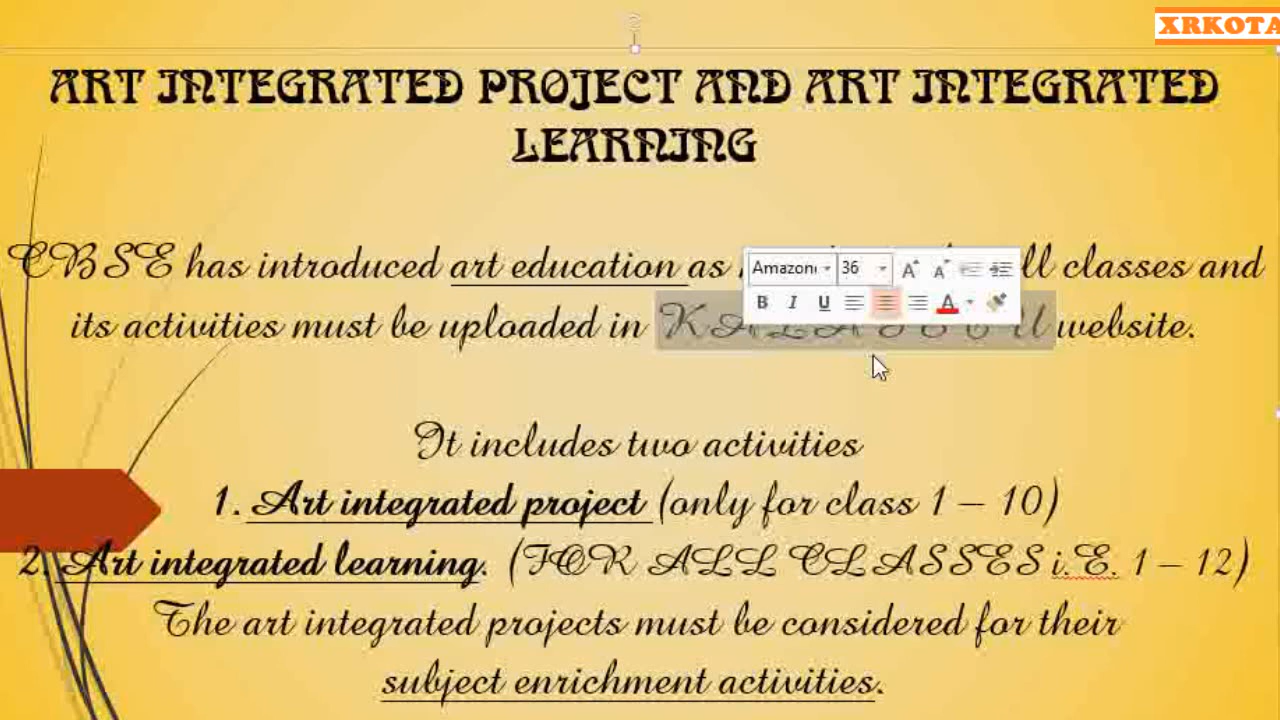 XRKOTA
ART INTEGRATED PROJECT AND ART INTEGRATED
LEARNING
CBSE has introduced art education as ll classes and
its activities must be uploaded in KALA SETU website.
Amazon 36
B I U A
It includes two activities
1. Art integrated project (only for class 1 – 10)
2. Art integrated learning. (FOR ALL CLASSES i.E. 1 – 12)
The art integrated projects must be considered for their
subject enrichment activities.